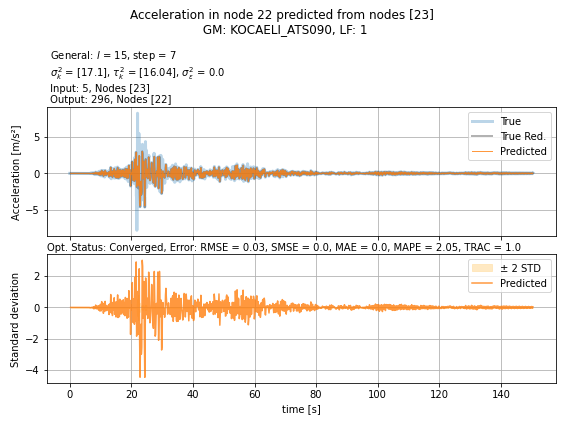 Acceleration in node 22 predicted from nodes [23]
GM: KOCAELI_ATS090, LF: 1
General: l = 15, step = 7
σ²_k = [17.1], τ²_k = [16.04], σ²_ε = 0.0
Input: 5, Nodes [23]
Output: 296, Nodes [22]
True
True Red.
Predicted
Acceleration [m/s²]
5
0
−5
Opt. Status: Converged, Error: RMSE = 0.03, SMSE = 0.0, MAE = 0.0, MAPE = 2.05, TRAC = 1.0
± 2 STD
Predicted
Standard deviation
2
0
−2
−4
0 20 40 60 80 100 120 140
time [s]